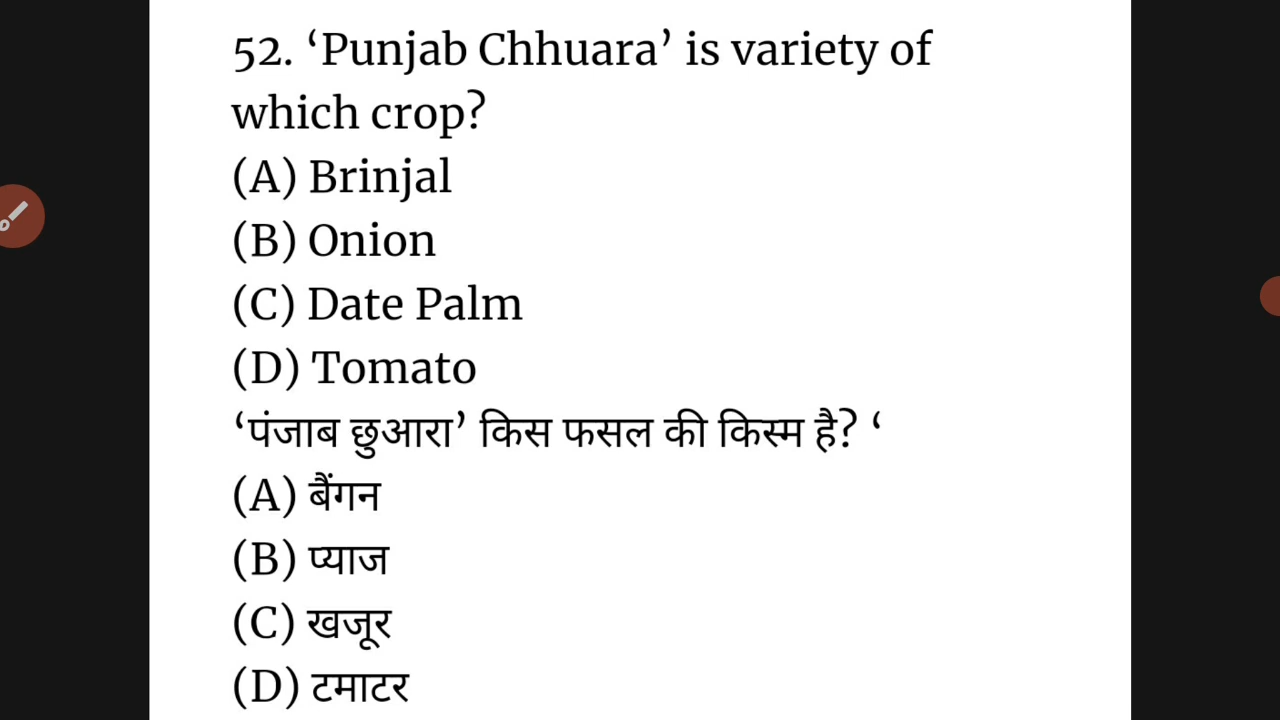 52. ‘Punjab Chhuara’ is variety of
which crop?
(A) Brinjal
(B) Onion
(C) Date Palm
(D) Tomato
‘पंजाब छुआरा’ किस फसल की किस्म है? ‘
(A) बैंगन
(B) प्याज
(C) खजूर
(D) टमाटर